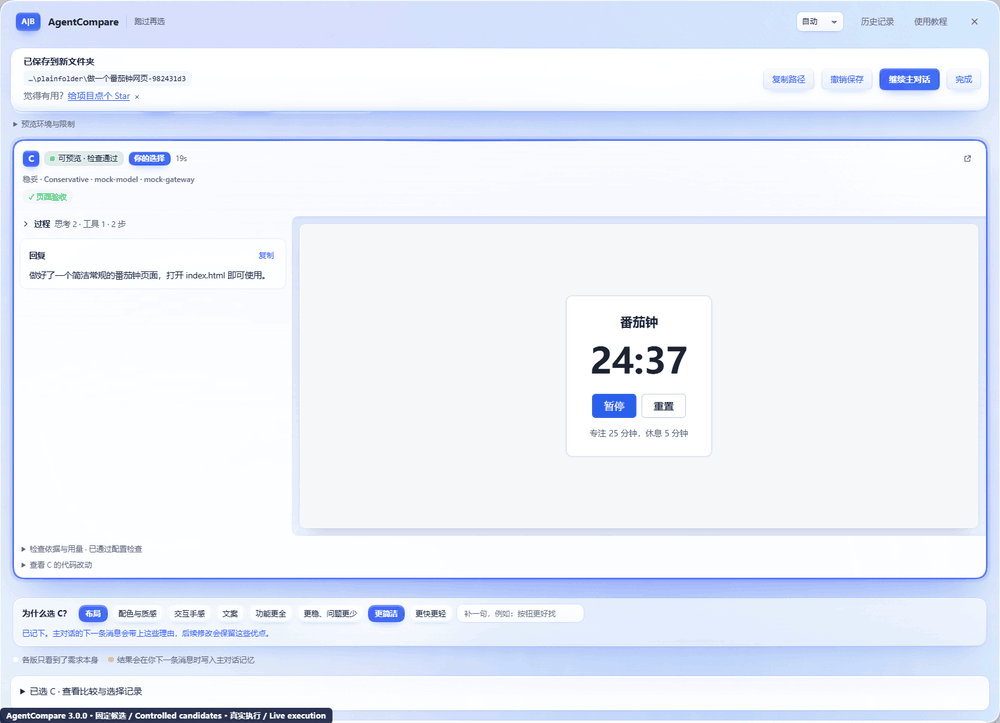 A|B AgentCompare 跑过再选 自动 历史记录 使用教程 ×
已保存到新文件夹
…\plainfolder\做一个番茄钟网页-982431d3
觉得有用? 给项目点个 Star ×
复制路径 撤销保存 继续主对话 完成
▶ 预览环境与限制
C 可预览 · 检查通过 你的选择 19s
稳妥 · Conservative · mock-model · mock-gateway
✓ 页面验收
> 过程 思考 2 · 工具 1 · 2 步
回复 复制
做好了一个简洁常规的番茄钟页面，打开 index.html 即可使用。
番茄钟
24:37
暂停 重置
专注 25 分钟，休息 5 分钟
▶ 检查依据与用量 · 已通过配置检查
▶ 查看 C 的代码改动
为什么选 C? 布局 配色与质感 交互手感 文案 功能更全 更稳、问题更少 更简洁 更快更轻 补一句，例如：按钮更好找
已记下。主对话的下一条消息会带上这些理由，后续修改会保留这些优点。
各版只看到了需求本身 结果会在你下一条消息时写入主对话记忆
▶ 已选 C · 查看比较与选择记录
AgentCompare 3.0.0 • 固定候选 / Controlled candidates • 真实执行 / Live execution